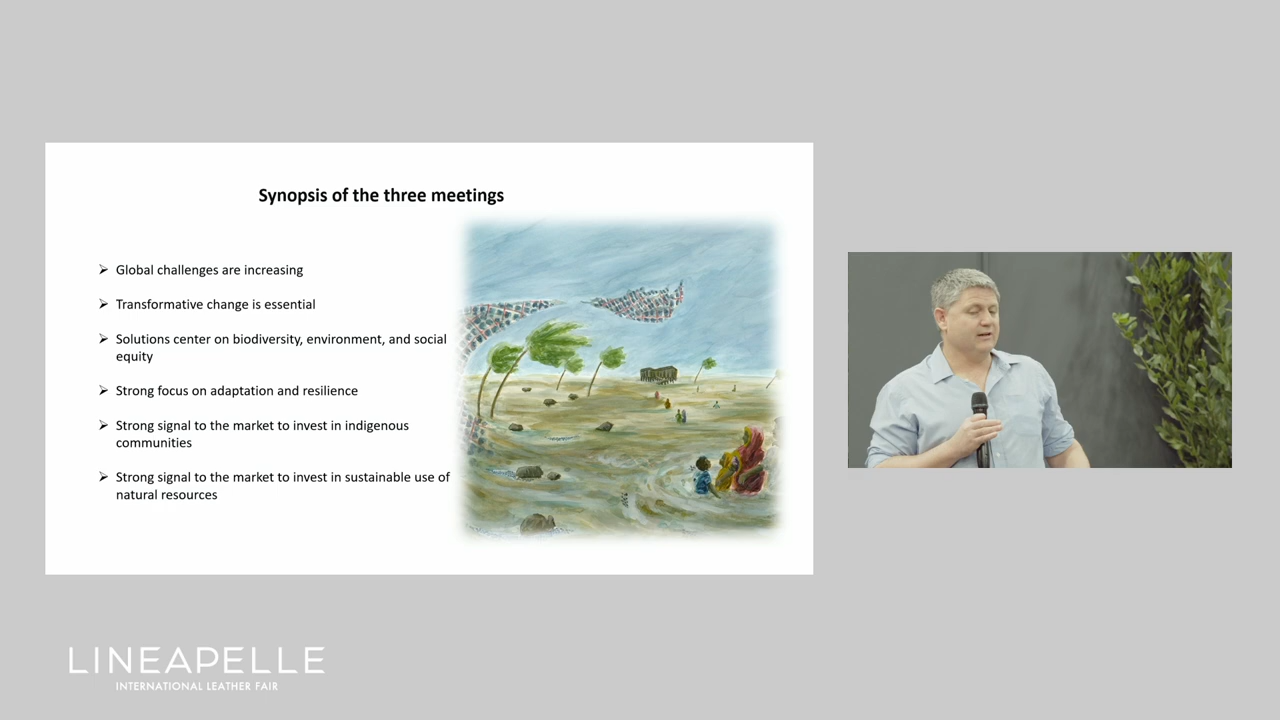 Synopsis of the three meetings
➢ Global challenges are increasing
➢ Transformative change is essential
➢ Solutions center on biodiversity, environment, and social
equity
➢ Strong focus on adaptation and resilience
➢ Strong signal to the market to invest in indigenous
communities
➢ Strong signal to the market to invest in sustainable use of
natural resources
LINEAPELLE
INTERNATIONAL LEATHER FAIR